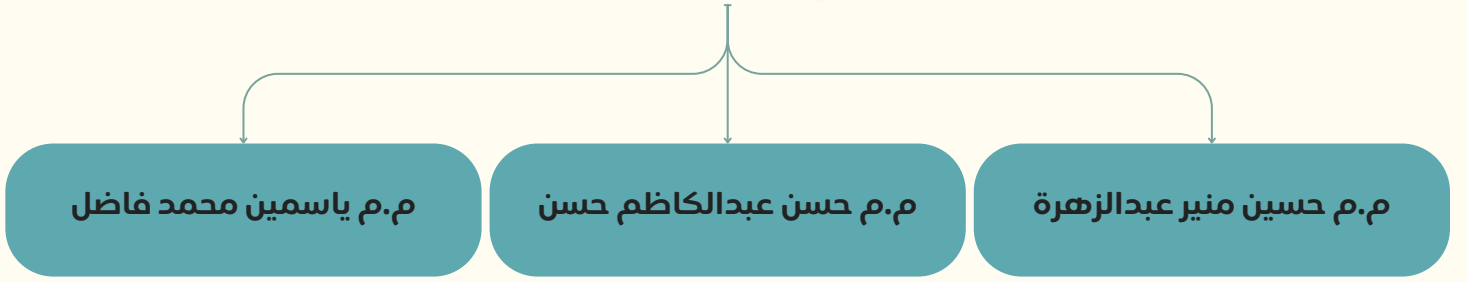 م.م حسين منير عبدالزهرة
م.م حسن عبدالكاظم حسن
م.م ياسمين محمد فاضل